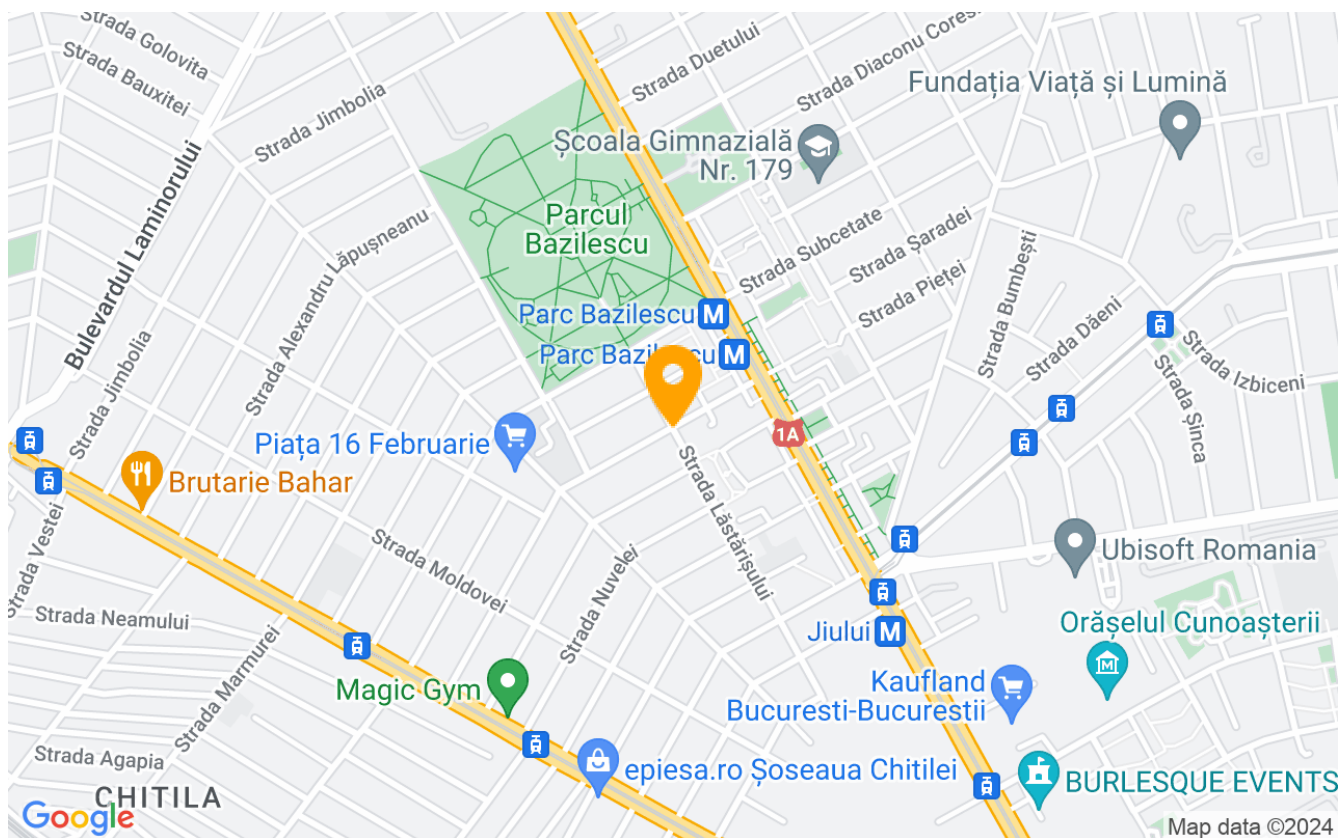 Strada Golovita
Strada Bauxitei
Strada Jimbolia
Strada Duetului
Strada Diaconu Coresi
Fundația Viață și Lumină
Școala Gimnazială
Nr. 179
Bulevardul Laminorului
Parcul
Bazilescu
Strada Alexandru Lăpușneanu
Strada Subcetate
Strada Șaradei
Strada Pieței
Strada Bumbești
Strada Dăeni
Strada Izbiceni
Strada Șinca
Parc Bazilescu M
Parc Bazilescu M
Strada Jimbolia
1A
Piața 16 Februarie
Brutarie Bahar
Strada Vestei
Strada Lăstărișului
Strada Moldovei
Strada Nuvelei
Ubisoft Romania
Strada Neamului
Strada Marmurei
Jiului M
Orășelul Cunoașterii
M
Magic Gym
Kaufland
Bucuresti-Bucurestii
Strada Agapia
epiesa.ro Șoseaua Chitilei
BURLESQUE EVENTS
CHITILA
Google
Map data ©2024